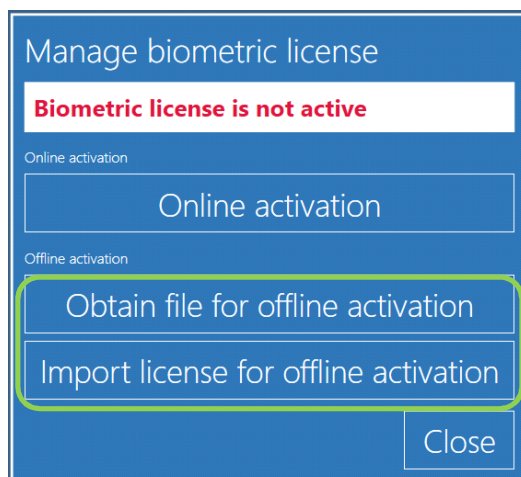 Manage biometric license
Biometric license is not active
Online activation
Online activation
Offline activation
Obtain file for offline activation
Import license for offline activation
Close